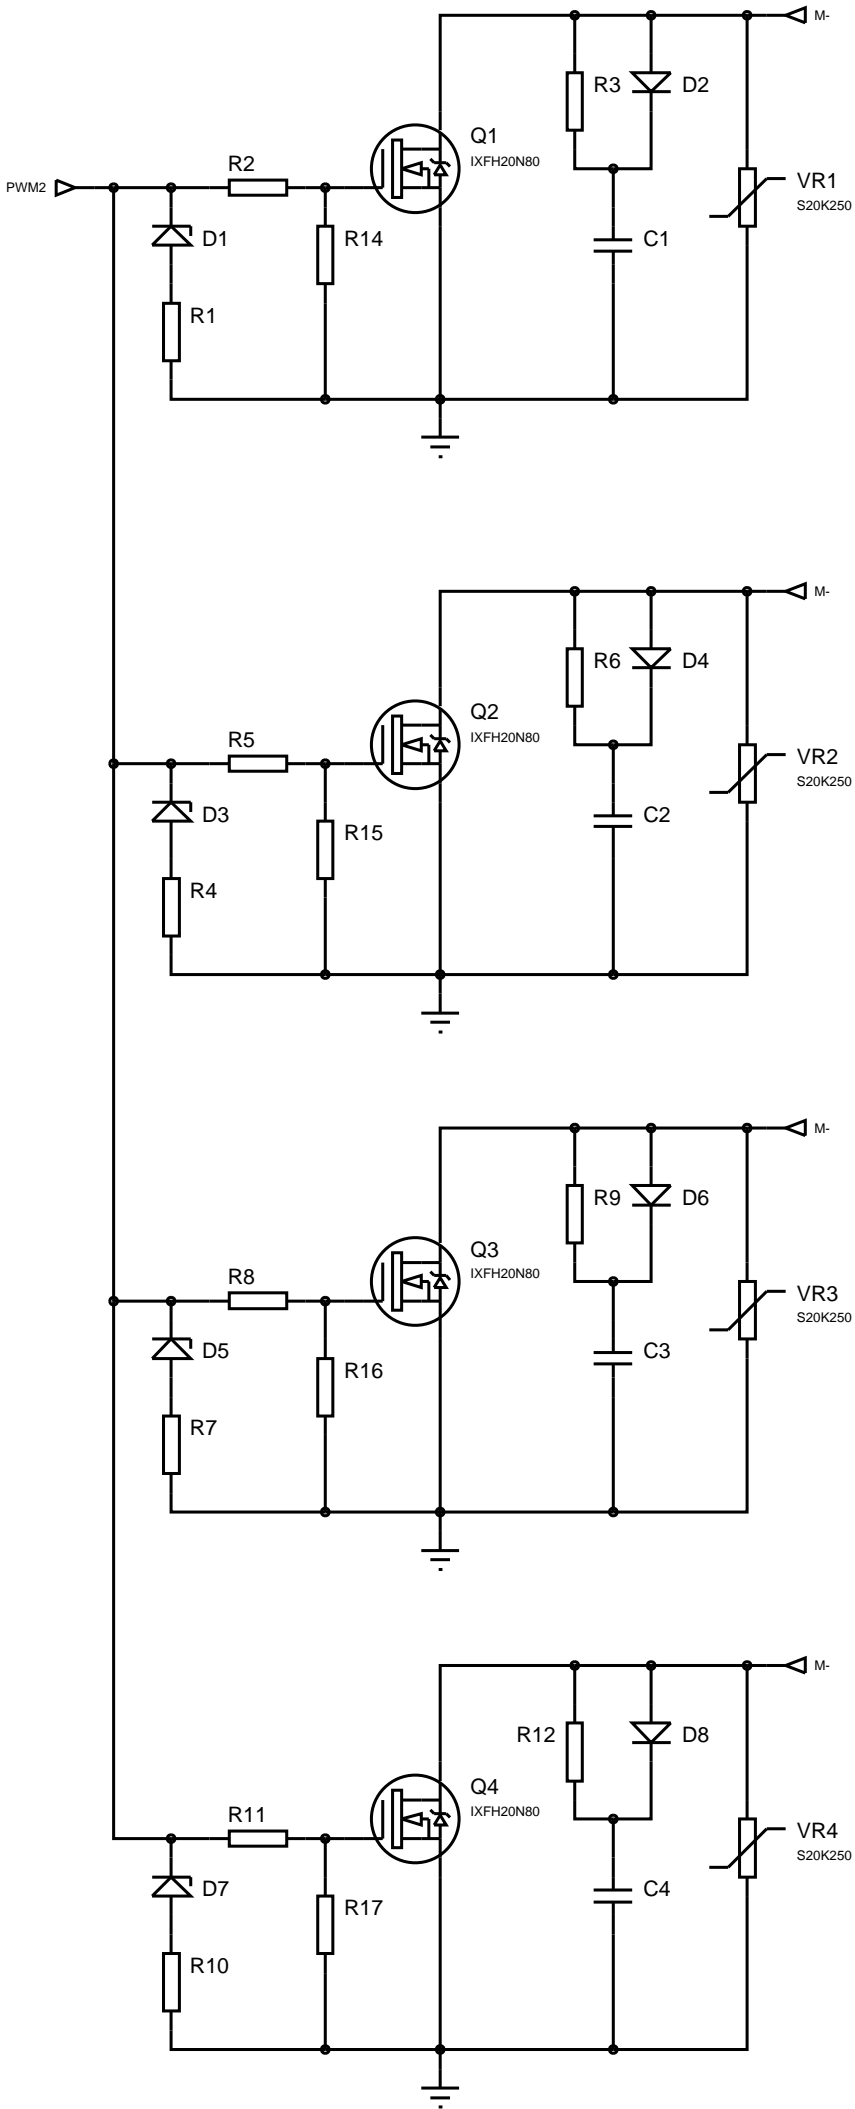 M-
R3
D2
Q1
IXFH20N80
R2
VR1
PWM2
S20K250
D1
R14
C1
R1
M-
R6
D4
Q2
IXFH20N80
R5
VR2
S20K250
D3
R15
C2
R4
M-
R9
D6
Q3
IXFH20N80
R8
VR3
S20K250
D5
R16
C3
R7
M-
R12
D8
Q4
IXFH20N80
R11
VR4
S20K250
D7
R17
C4
R10